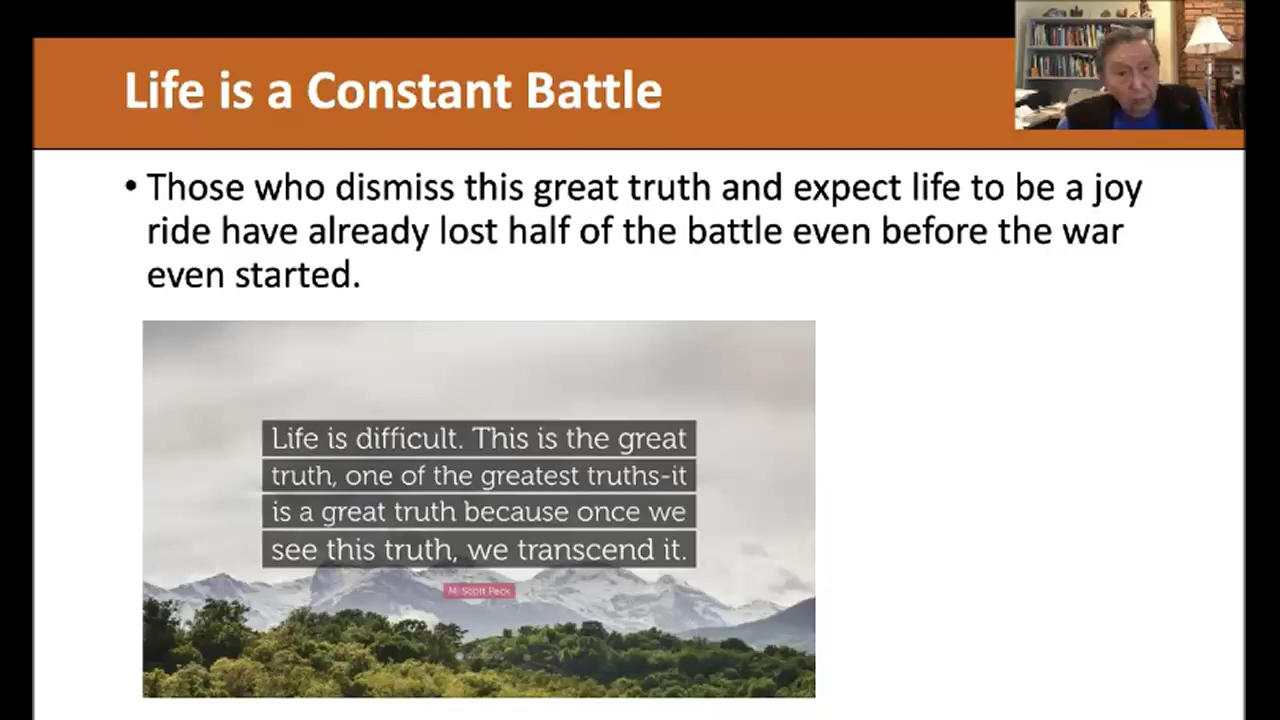 Life is a Constant Battle
• Those who dismiss this great truth and expect life to be a joy
ride have already lost half of the battle even before the war
even started.
Life is difficult. This is the great
truth, one of the greatest truths-it
is a great truth because once we
see this truth, we transcend it.
M. Scott Peck